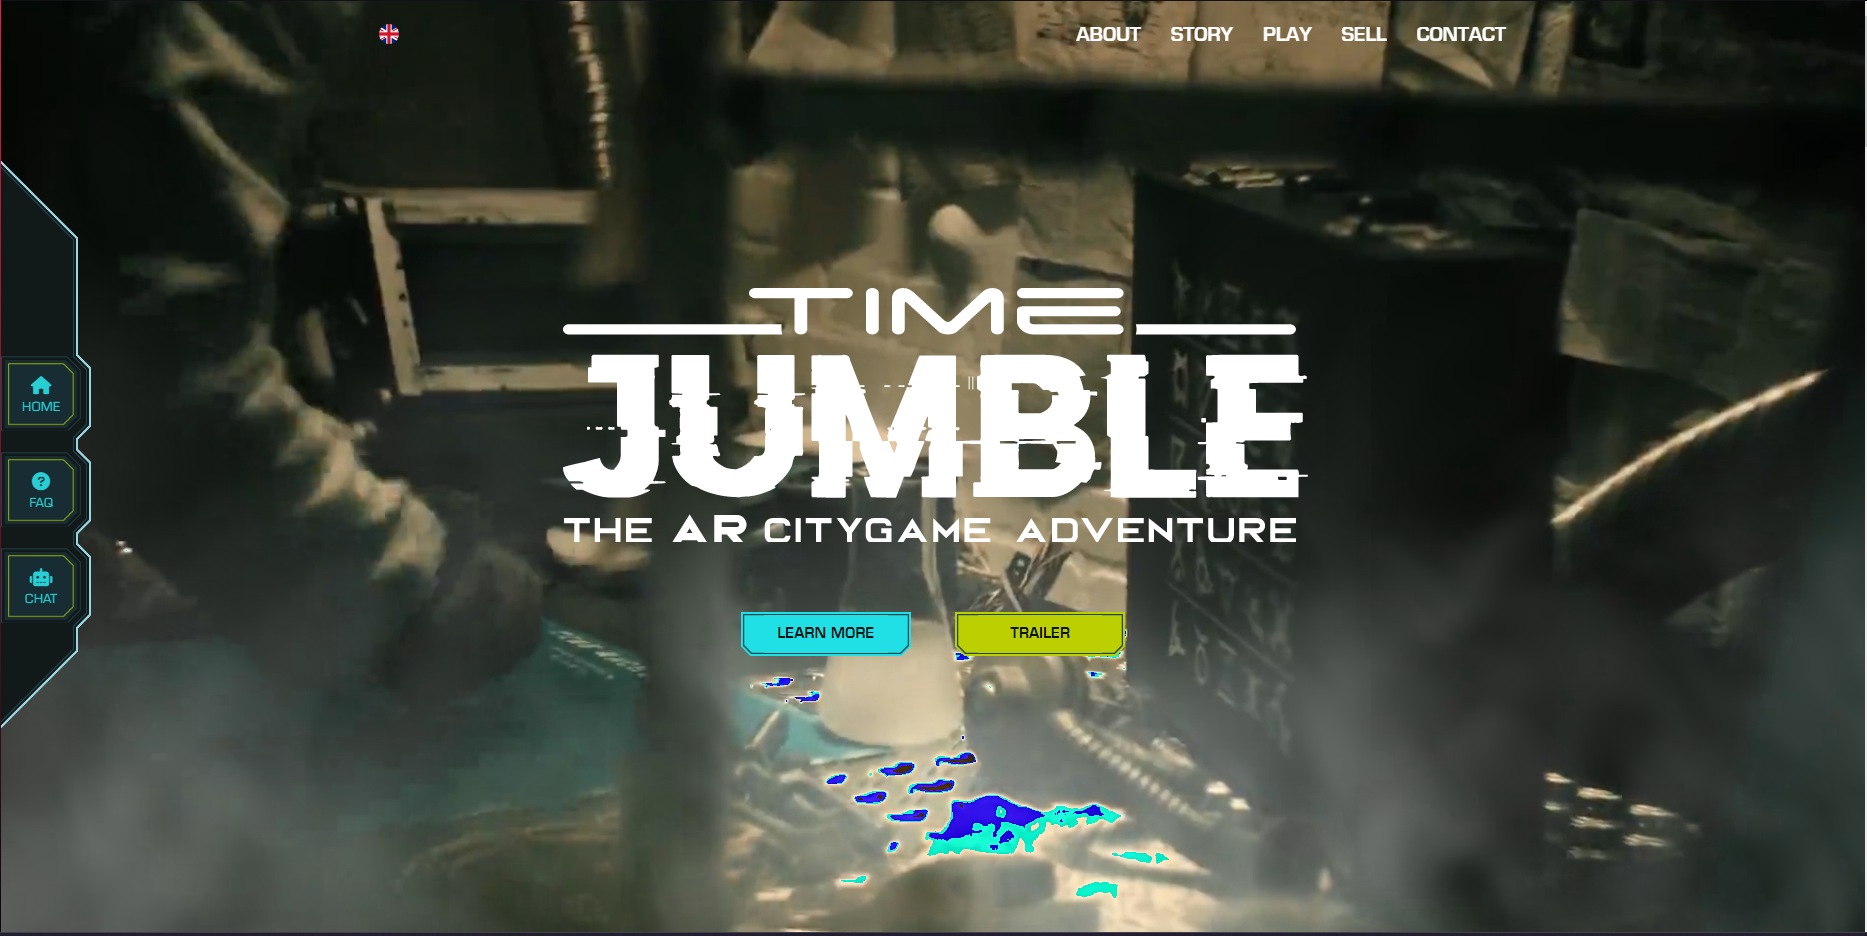 ABOUT STORY PLAY SELL CONTACT
TIME
JUMBLE
THE AR CITYGAME ADVENTURE
LEARN MORE TRAILER
HOME
FAQ
CHAT